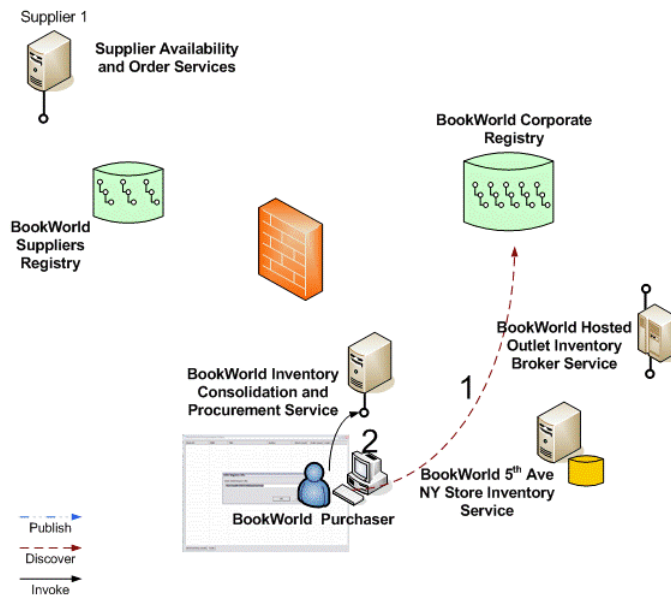 Supplier 1
Supplier Availability
and Order Services
BookWorld Corporate
Registry
BookWorld
Suppliers
Registry
BookWorld Hosted
Outlet Inventory
Broker Service
BookWorld Inventory
Consolidation and
Procurement Service
1
2
BookWorld 5th Ave
NY Store Inventory
Service
BookWorld Purchaser
Publish
Discover
Invoke